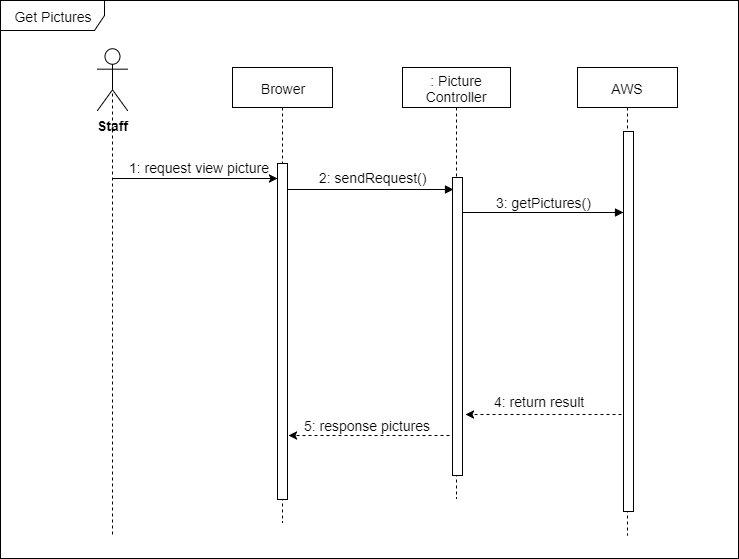 Get Pictures
Brower
: Picture
Controller
AWS
Staff
1: request view picture
2: sendRequest()
3: getPictures()
4: return result
5: response pictures